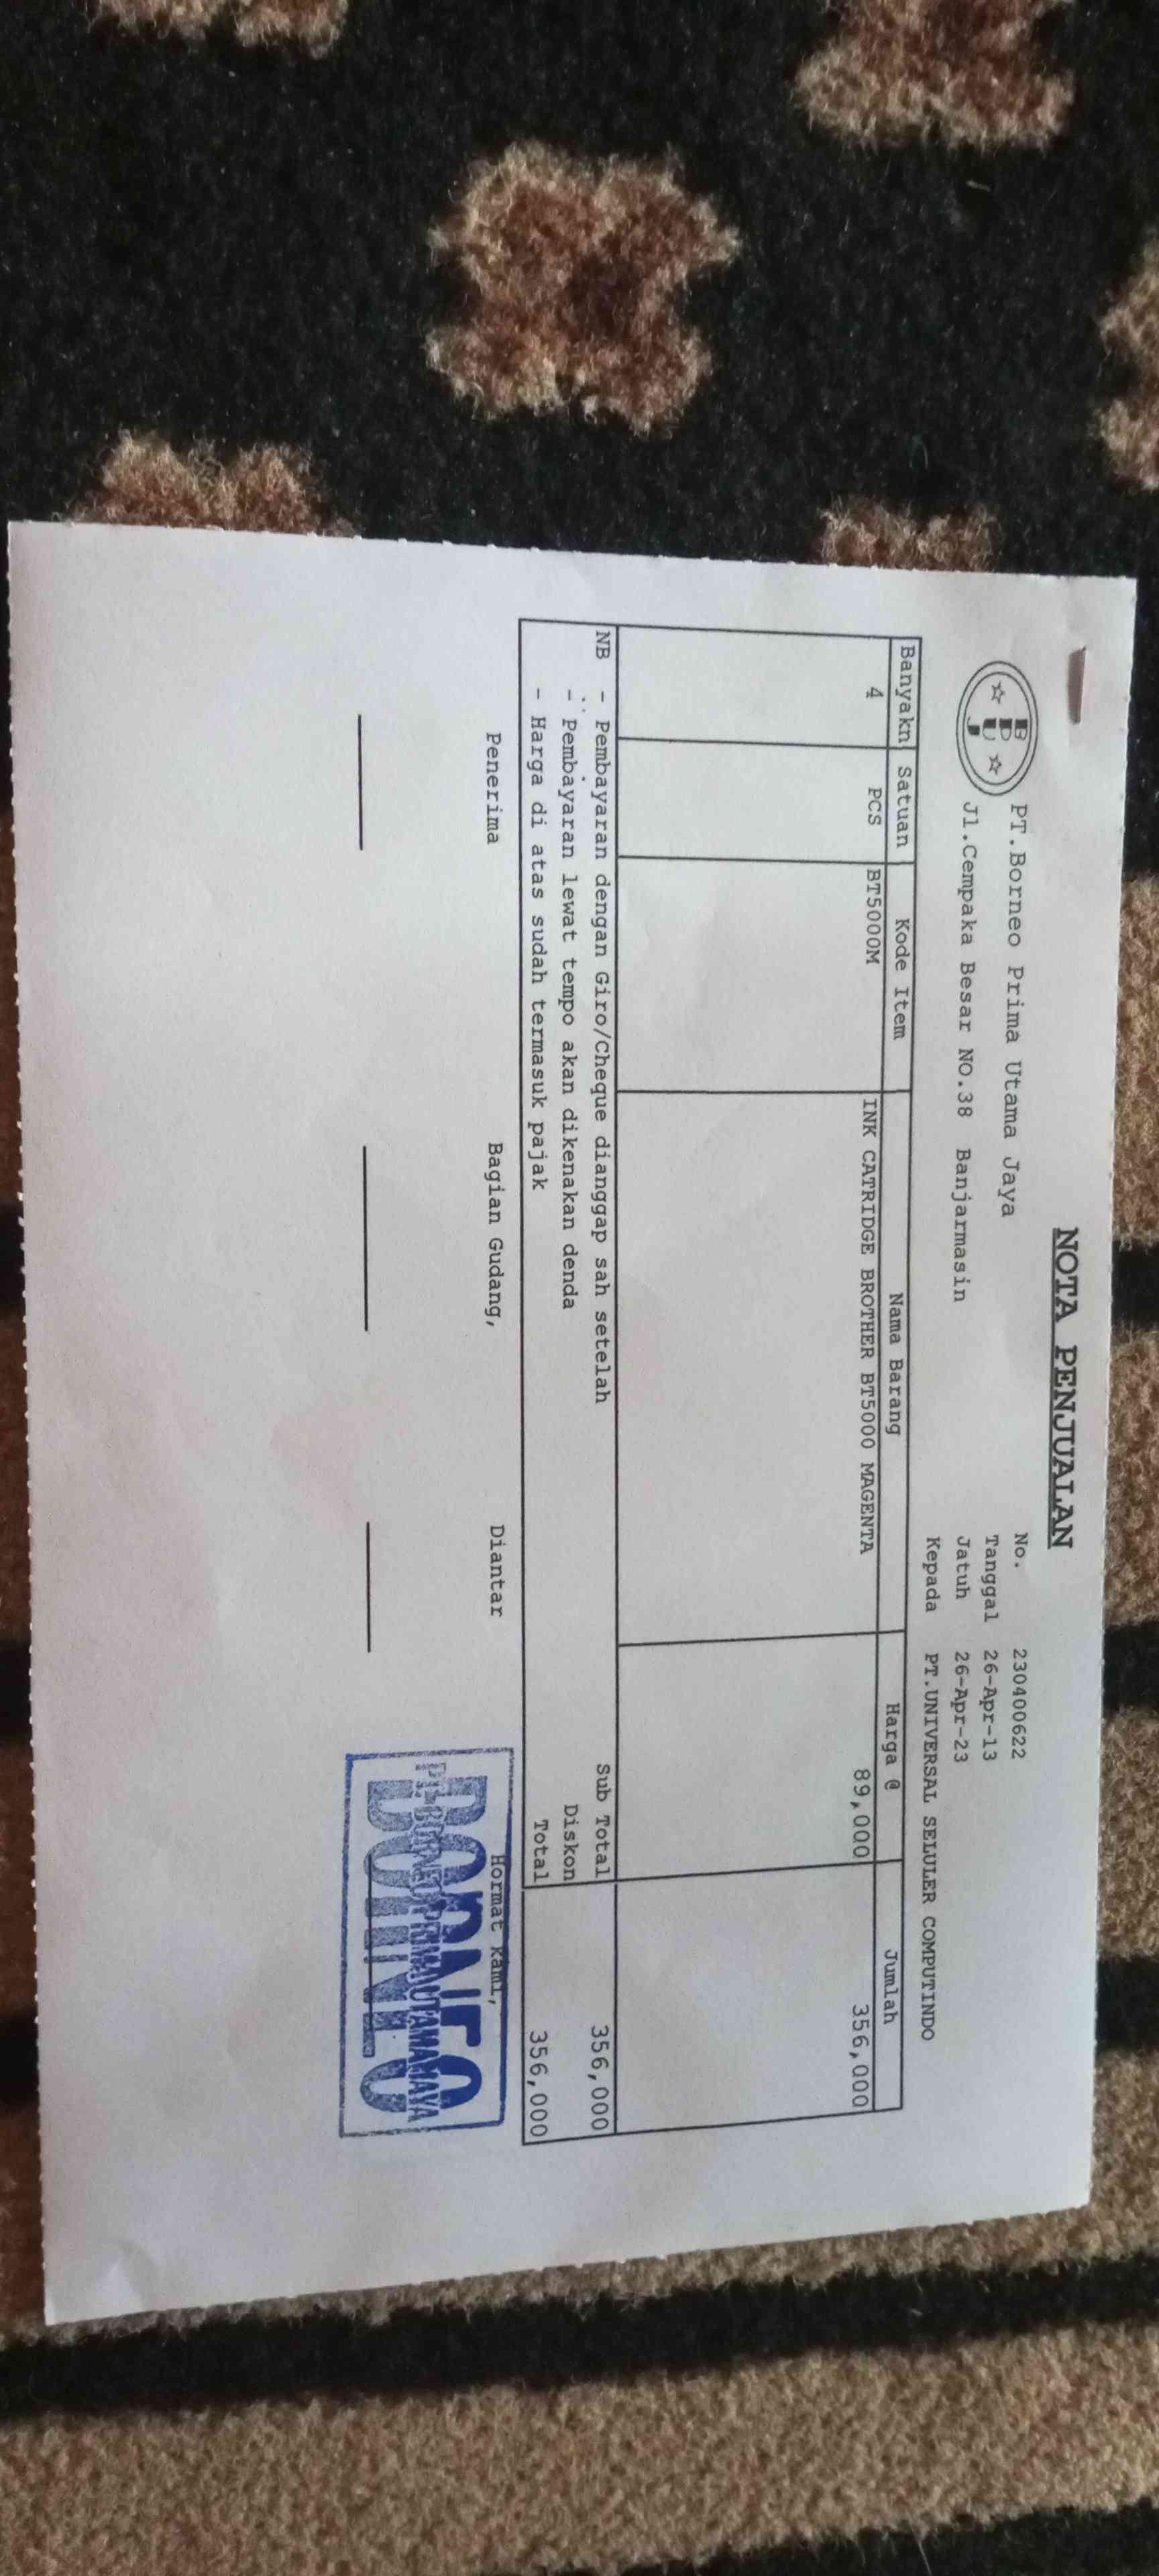 NOTA PENJUALAN
BPUJ
PT.Borneo Prima Utama Jaya
Jl.Cempaka Besar NO.38 Banjarmasin
No. 230400622
Tanggal 26-Apr-13
Jatuh 26-Apr-23
Kepada PT.UNIVERSAL SELULER COMPUTINDO
Banyakn Satuan Kode Item Nama Barang Harga @ Jumlah
4 PCS BT5000M INK CATRIDGE BROTHER BT5000 MAGENTA 89,000 356,000
NB - Pembayaran dengan Giro/Cheque dianggap sah setelah Sub Total 356,000
- Pembayaran lewat tempo akan dikenakan denda Diskon
- Harga di atas sudah termasuk pajak Total 356,000
Penerima Bagian Gudang, Diantar Hormat Kami,
BORNEO
PT. BORNEO PRIMA UTAMA JAYA